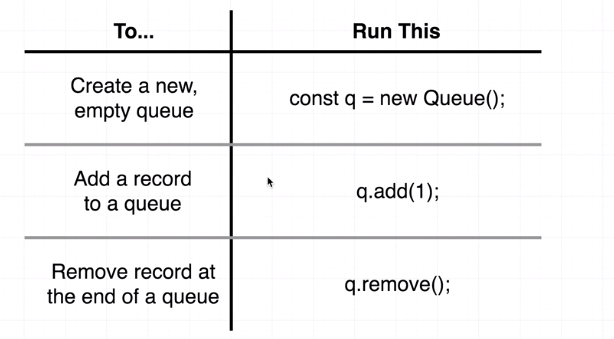 To...
Run This
Create a new,
empty queue
const q = new Queue();
Add a record
to a queue
q.add(1);
Remove record at
the end of a queue
q.remove();